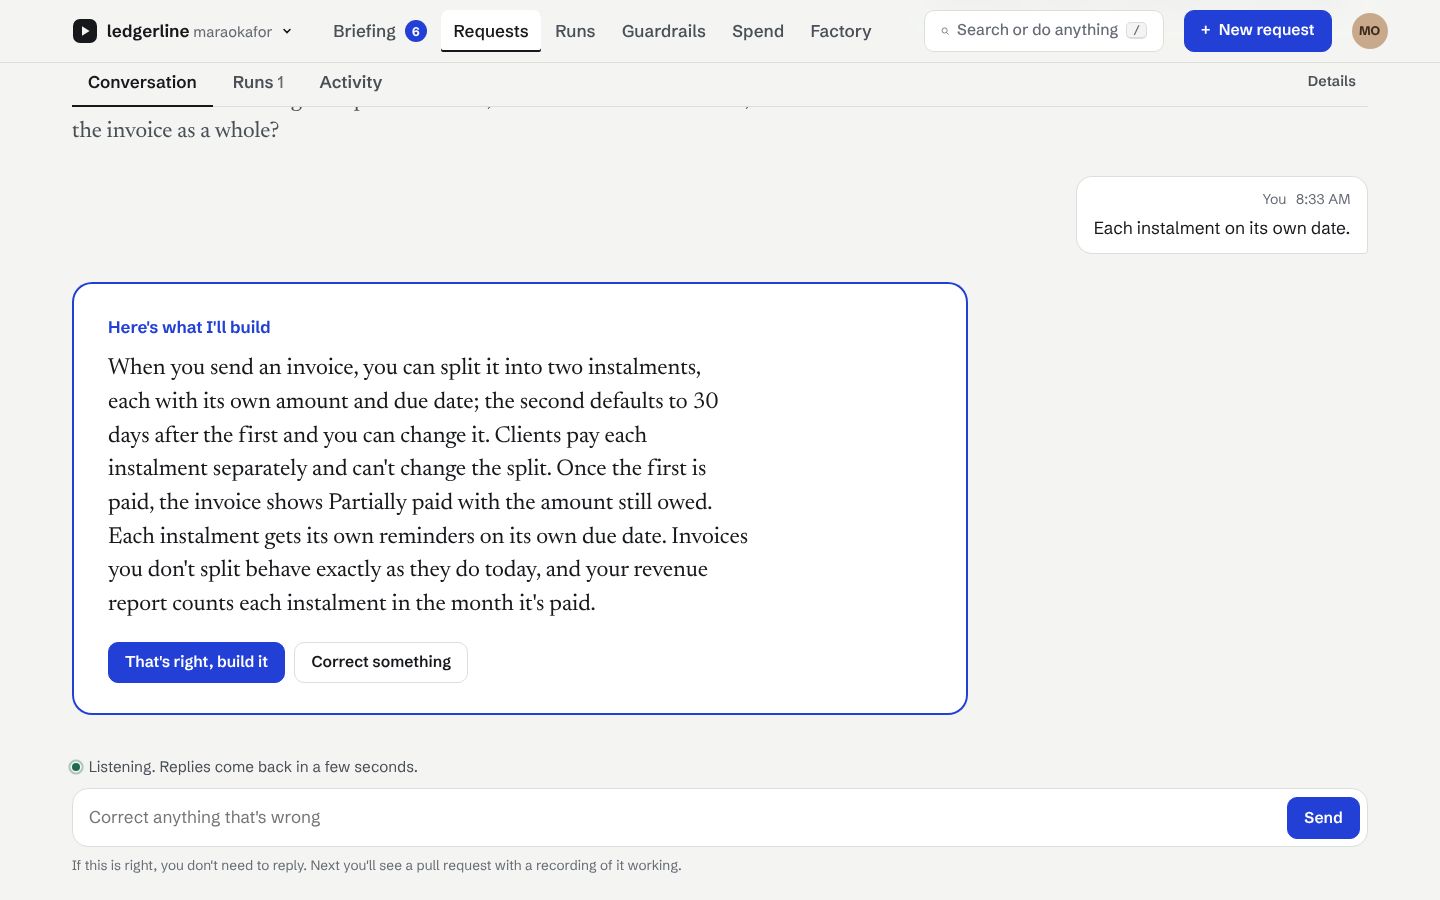 ledgerline maraokafor
Briefing 6
Requests
Runs
Guardrails
Spend
Factory
Search or do anything /
+ New request
MO
Conversation
Runs 1
Activity
Details
the invoice as a whole?
You 8:33 AM
Each instalment on its own date.
Here's what I'll build
When you send an invoice, you can split it into two instalments,
each with its own amount and due date; the second defaults to 30
days after the first and you can change it. Clients pay each
instalment separately and can't change the split. Once the first is
paid, the invoice shows Partially paid with the amount still owed.
Each instalment gets its own reminders on its own due date. Invoices
you don't split behave exactly as they do today, and your revenue
report counts each instalment in the month it's paid.
That's right, build it
Correct something
Listening. Replies come back in a few seconds.
Correct anything that's wrong
Send
If this is right, you don't need to reply. Next you'll see a pull request with a recording of it working.